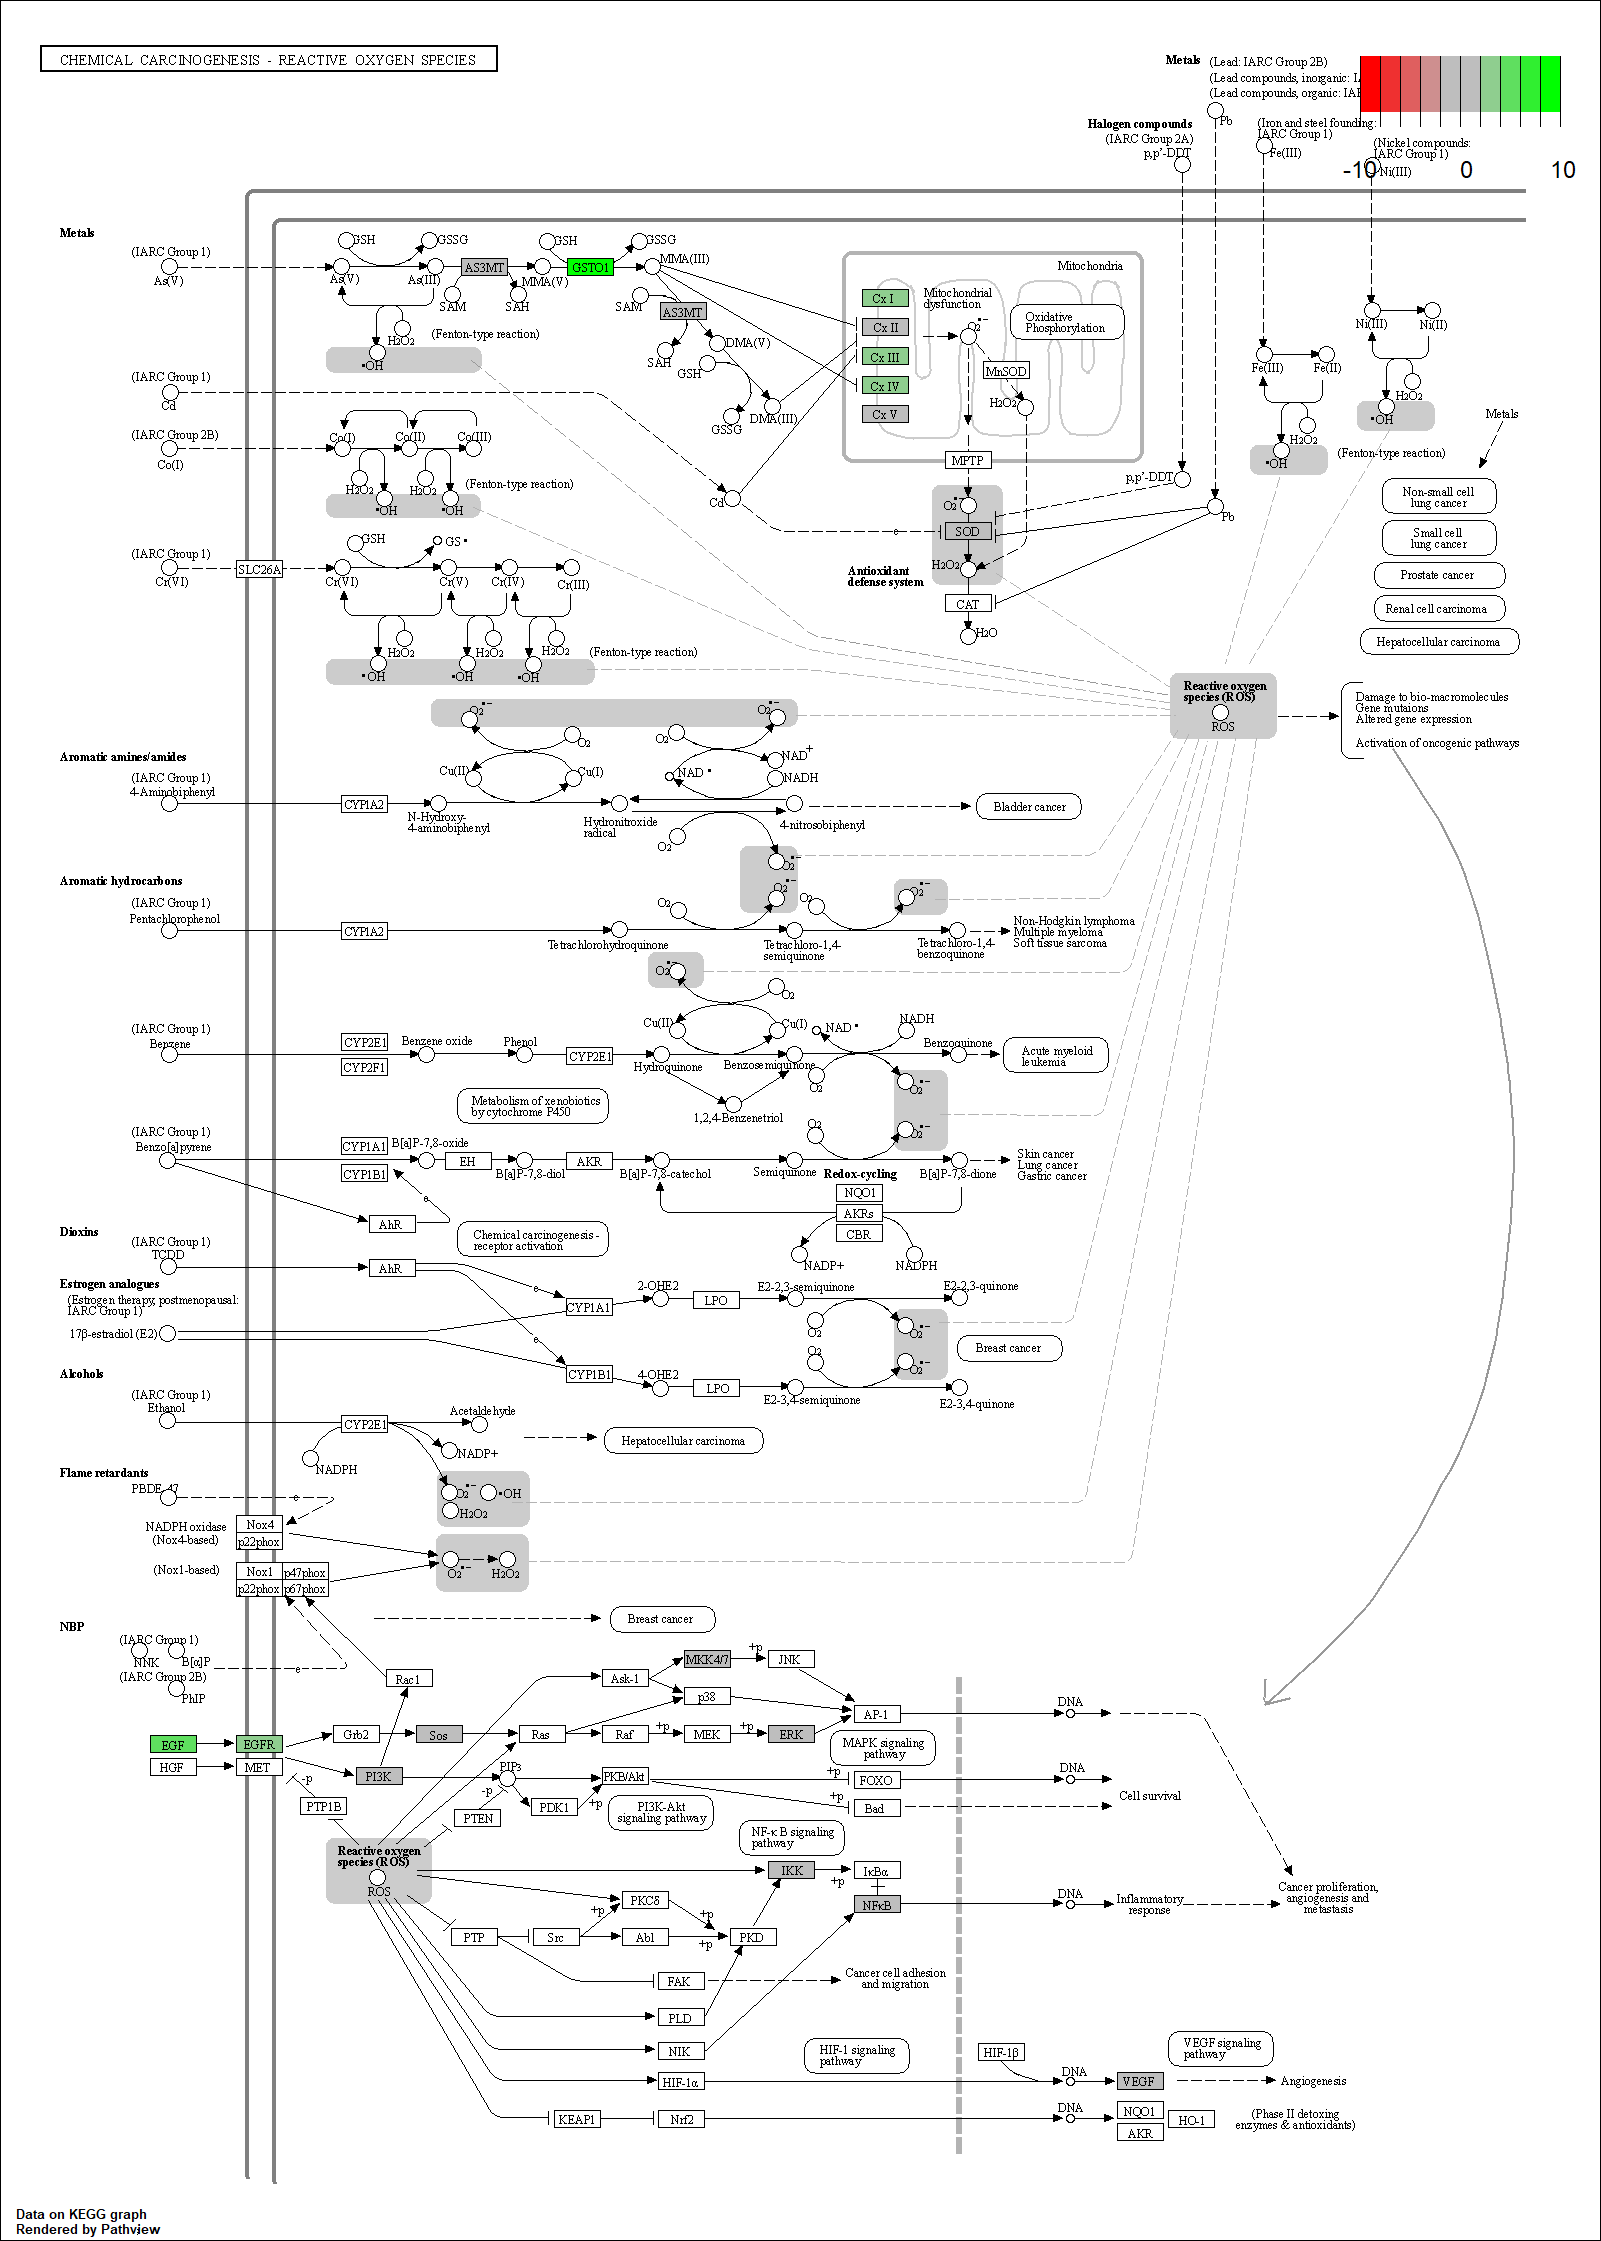 CHEMICAL CARCINOGENESIS - REACTIVE OXYGEN SPECIES
Metals
(Lead: IARC Group 2B)
(Lead compounds, inorganic:
(Lead compounds, organic:
Pb
Halogen compounds
(IARC Group 2A)
p,p'-DDT
(Iron and steel founding:
IARC Group 1)
Fe(III)
(Nickel compounds:
IARC Group 1)
Ni(III)
-10
0
10
Metals
(IARC Group 1)
As(V)
GSH
GSSG
As(V)
As(III)
AS3MT
SAM
SAH
MMA(V)
GSH
GSSG
GSTO1
MMA(III)
SAM
AS3MT
SAH
DMA(V)
GSH
GSSG
DMA(III)
H2O2
•OH
(Fenton-type reaction)
Mitochondria
Cx I
Cx II
Cx III
Cx IV
Cx V
Mitochondrial
dysfunction
O2•−
Oxidative
Phosphorylation
MnSOD
H2O2
MPTP
Fe(III)
Fe(II)
H2O2
•OH
Ni(III)
Ni(II)
H2O2
•OH
(Fenton-type reaction)
Metals
Non-small cell
lung cancer
Small cell
lung cancer
Prostate cancer
Renal cell carcinoma
Hepatocellular carcinoma
(IARC Group 1)
Cd
(IARC Group 2B)
Co(I)
Co(I)
Co(II)
Co(III)
H2O2
H2O2
•OH
•OH
(Fenton-type reaction)
Cd
p,p'-DDT
Pb
O2•−
e
SOD
H2O2
Antioxidant
defense system
CAT
H2O
(IARC Group 1)
Cr(VI)
SLC26A
GSH
GS•
Cr(VI)
Cr(V)
Cr(IV)
Cr(III)
H2O2
H2O2
H2O2
•OH
•OH
•OH
(Fenton-type reaction)
Reactive oxygen
species (ROS)
ROS
Damage to bio-macromolecules
Gene mutaions
Altered gene expression
Activation of oncogenic pathways
Aromatic amines/amides
(IARC Group 1)
4-Aminobiphenyl
CYP1A2
N-Hydroxy-
4-aminobiphenyl
O2•−
O2
Cu(II)
Cu(I)
O2•−
O2
NAD+
NAD•
NADH
Hydronitroxide
radical
4-nitrosobiphenyl
O2
O2•−
Bladder cancer
Aromatic hydrocarbons
(IARC Group 1)
Pentachlorophenol
CYP1A2
Tetrachlorohydroquinone
O2
O2•−
Tetrachloro-1,4-
semiquinone
O2
O2•−
Tetrachloro-1,4-
benzoquinone
Non-Hodgkin lymphoma
Multiple myeloma
Soft tissue sarcoma
(IARC Group 1)
Benzene
CYP2E1
CYP2F1
Benzene oxide
Phenol
CYP2E1
Hydroquinone
O2•−
O2
Cu(II)
Cu(I)
Benzosemiquinone
1,2,4-Benzenetriol
NAD•
NADH
O2
O2•−
Benzoquinone
Acute myeloid
leukemia
Metabolism of xenobiotics
by cytochrome P450
(IARC Group 1)
Benzo[a]pyrene
CYP1A1
CYP1B1
B[a]P-7,8-oxide
EH
B[a]P-7,8-diol
AKR
B[a]P-7,8-catechol
Semiquinone
O2
O2•−
B[a]P-7,8-dione
Skin cancer
Lung cancer
Gastric cancer
Redox-cycling
NQO1
AKRs
CBR
NADP+
NADPH
e
AhR
Chemical carcinogenesis -
receptor activation
Dioxins
(IARC Group 1)
TCDD
AhR
Estrogen analogues
(Estrogen therapy, postmenopausal:
IARC Group 1)
17β-estradiol (E2)
e
e
CYP1A1
2-OHE2
LPO
E2-2,3-semiquinone
E2-2,3-quinone
O2
O2•−
O2
O2•−
CYP1B1
4-OHE2
LPO
E2-3,4-semiquinone
E2-3,4-quinone
Breast cancer
Alcohols
(IARC Group 1)
Ethanol
CYP2E1
Acetaldehyde
NADP+
NADPH
Hepatocellular carcinoma
O2•−
•OH
H2O2
Flame retardants
PBDE-47
e
NADPH oxidase
(Nox4-based)
Nox4
p22phox
(Nox1-based)
Nox1
p47phox
p22phox
p67phox
O2•−
H2O2
Breast cancer
NBP
(IARC Group 1)
NNK
B[α]P
(IARC Group 2B)
PhIP
e
Rac1
Ask-1
MKK4/7
+p
JNK
p38
AP-1
DNA
EGF
EGFR
Grb2
Sos
Ras
Raf
+p
MEK
+p
ERK
MAPK signaling
pathway
HGF
MET
PI3K
PIP3
-p
-p
PTP1B
PTEN
PDK1
+p
PKB/Akt
PI3K-Akt
signaling pathway
+p
FOXO
+p
Bad
DNA
Cell survival
NF-κB signaling
pathway
Reactive oxygen
species (ROS)
ROS
IKK
+p
IκBα
NFκB
DNA
Inflammatory
response
Cancer proliferation,
angiogenesis and
metastasis
PKCδ
+p
+p
PTP
Src
Abl
+p
PKD
FAK
Cancer cell adhesion
and migration
PLD
NIK
HIF-1α
HIF-1 signaling
pathway
HIF-1β
DNA
VEGF
VEGF signaling
pathway
Angiogenesis
KEAP1
Nrf2
DNA
NQO1
AKR
HO-1
(Phase II detoxing
enzymes & antioxidants)
Data on KEGG graph
Rendered by Pathview